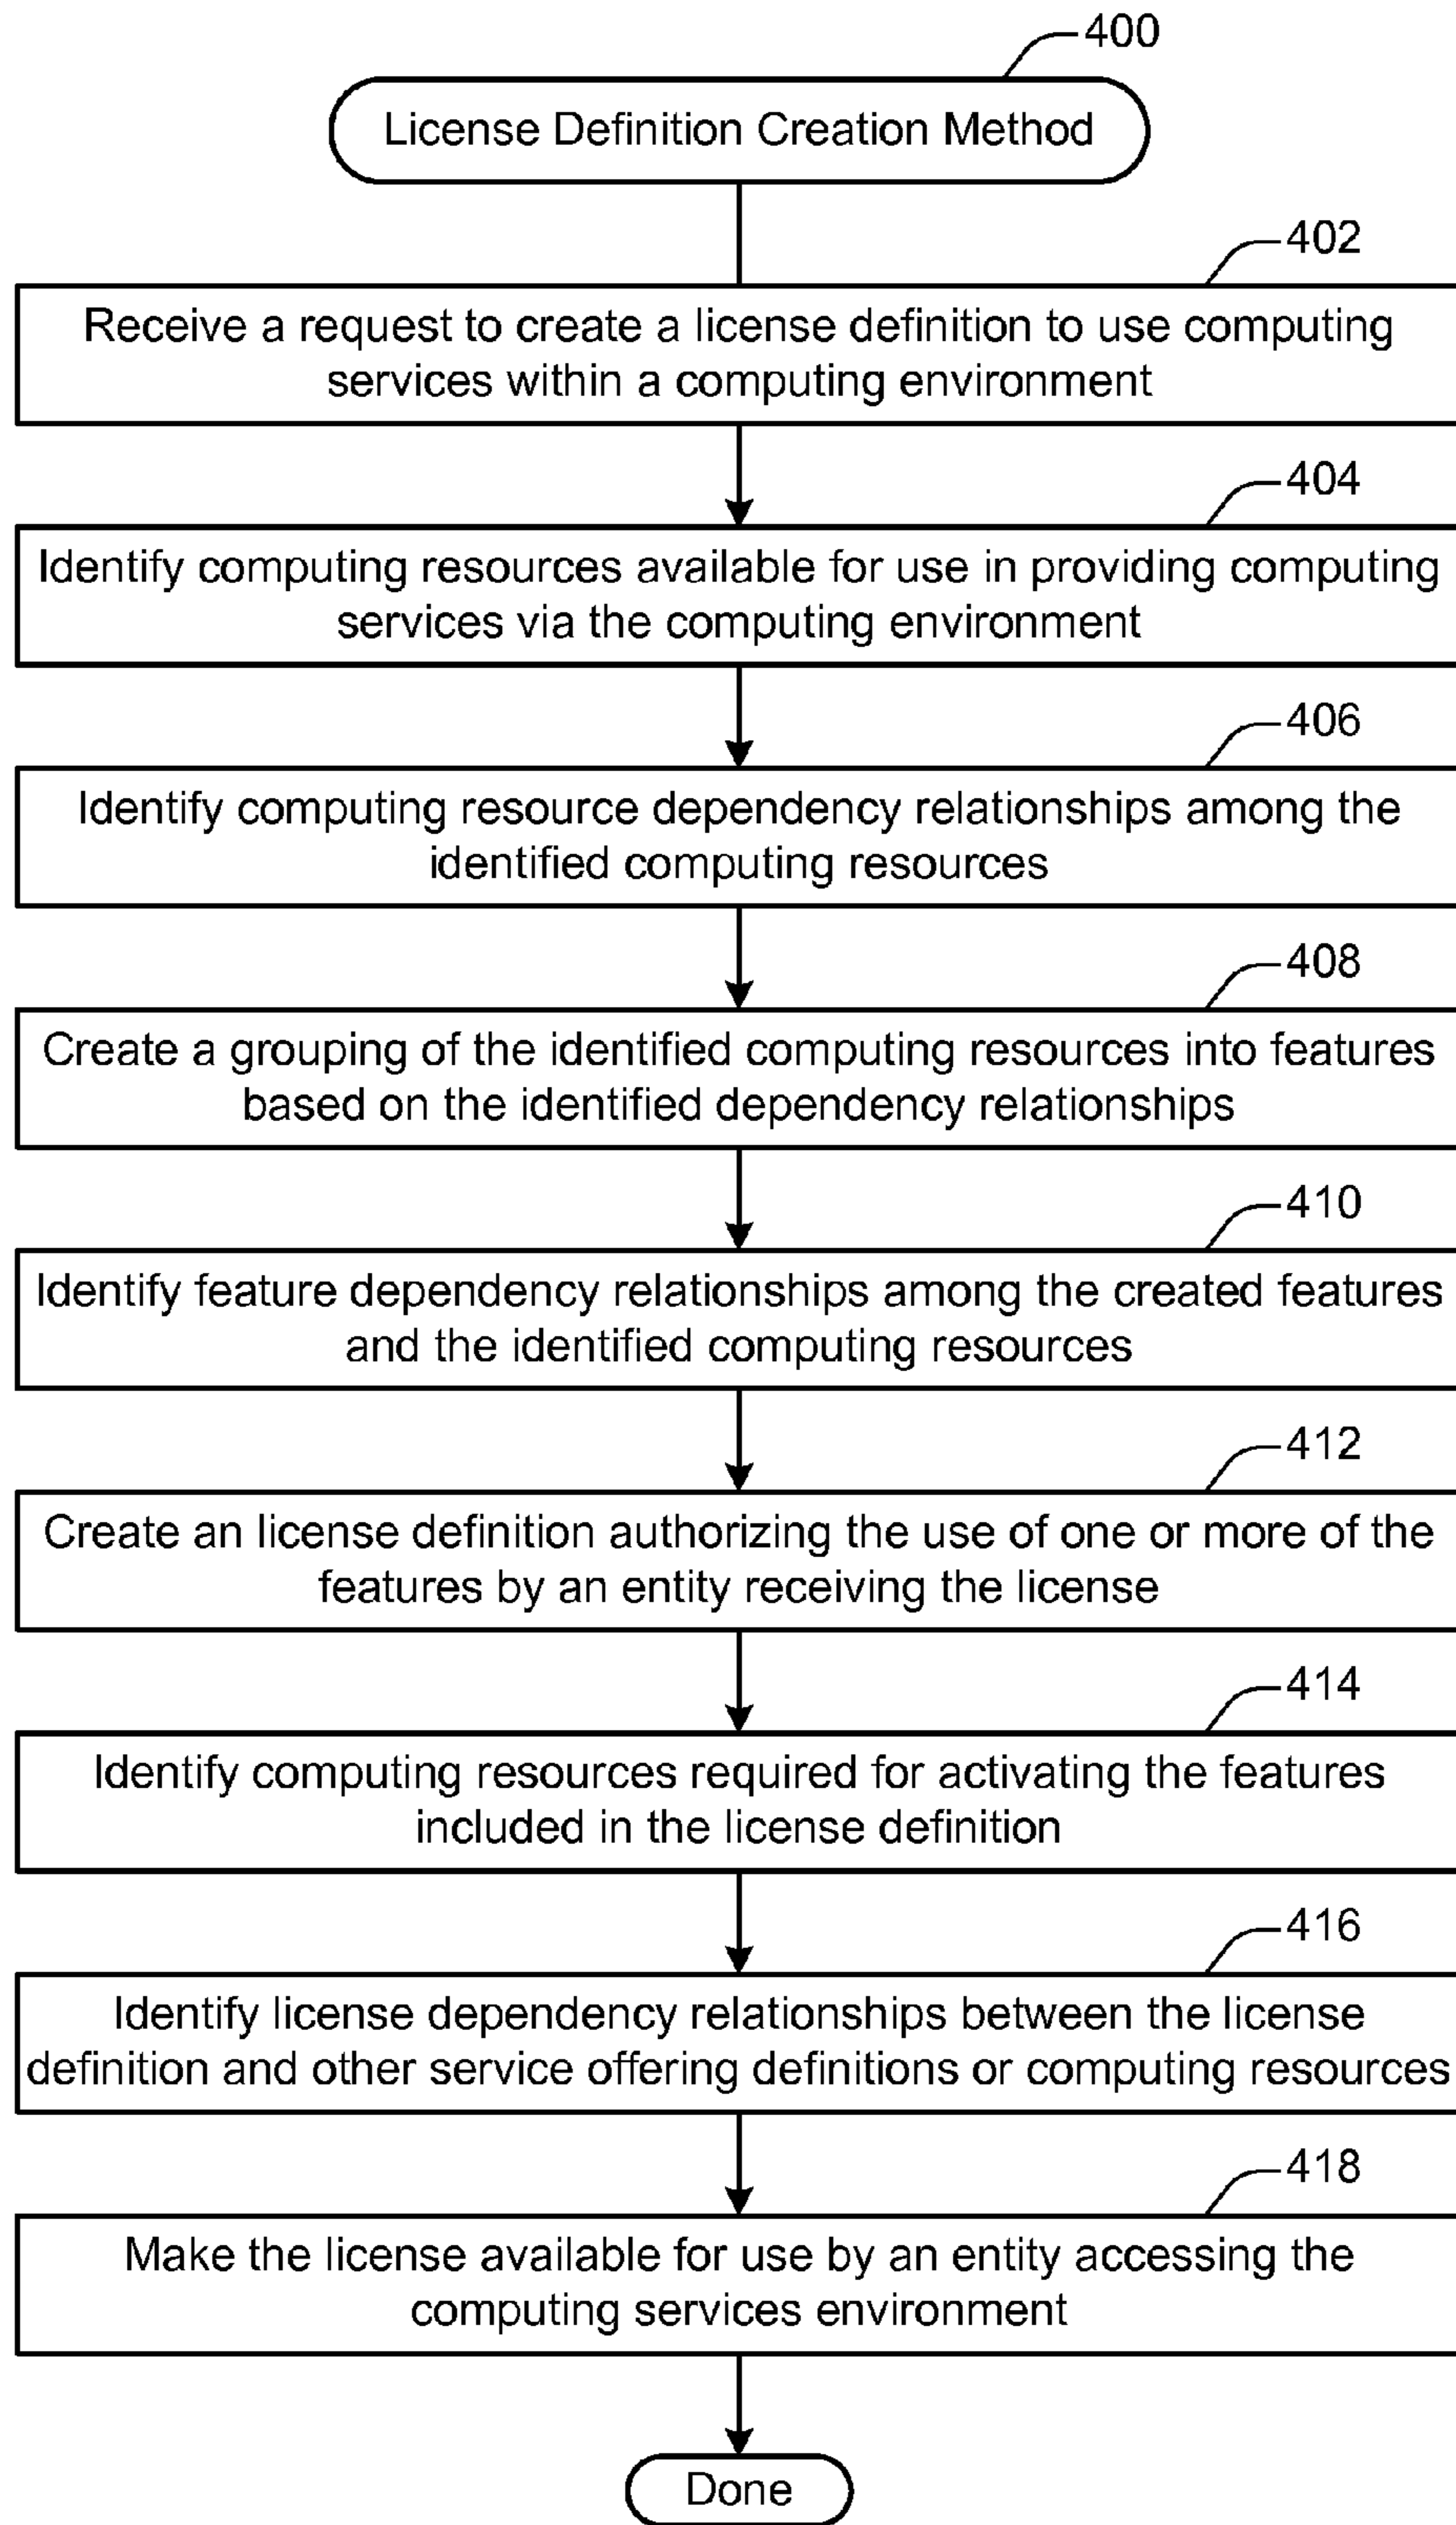 400
License Definition Creation Method
402
Receive a request to create a license definition to use computing
services within a computing environment
404
Identify computing resources available for use in providing computing
services via the computing environment
406
Identify computing resource dependency relationships among the
identified computing resources
408
Create a grouping of the identified computing resources into features
based on the identified dependency relationships
410
Identify feature dependency relationships among the created features
and the identified computing resources
412
Create an license definition authorizing the use of one or more of the
features by an entity receiving the license
414
Identify computing resources required for activating the features
included in the license definition
416
Identify license dependency relationships between the license
definition and other service offering definitions or computing resources
418
Make the license available for use by an entity accessing the
computing services environment
Done